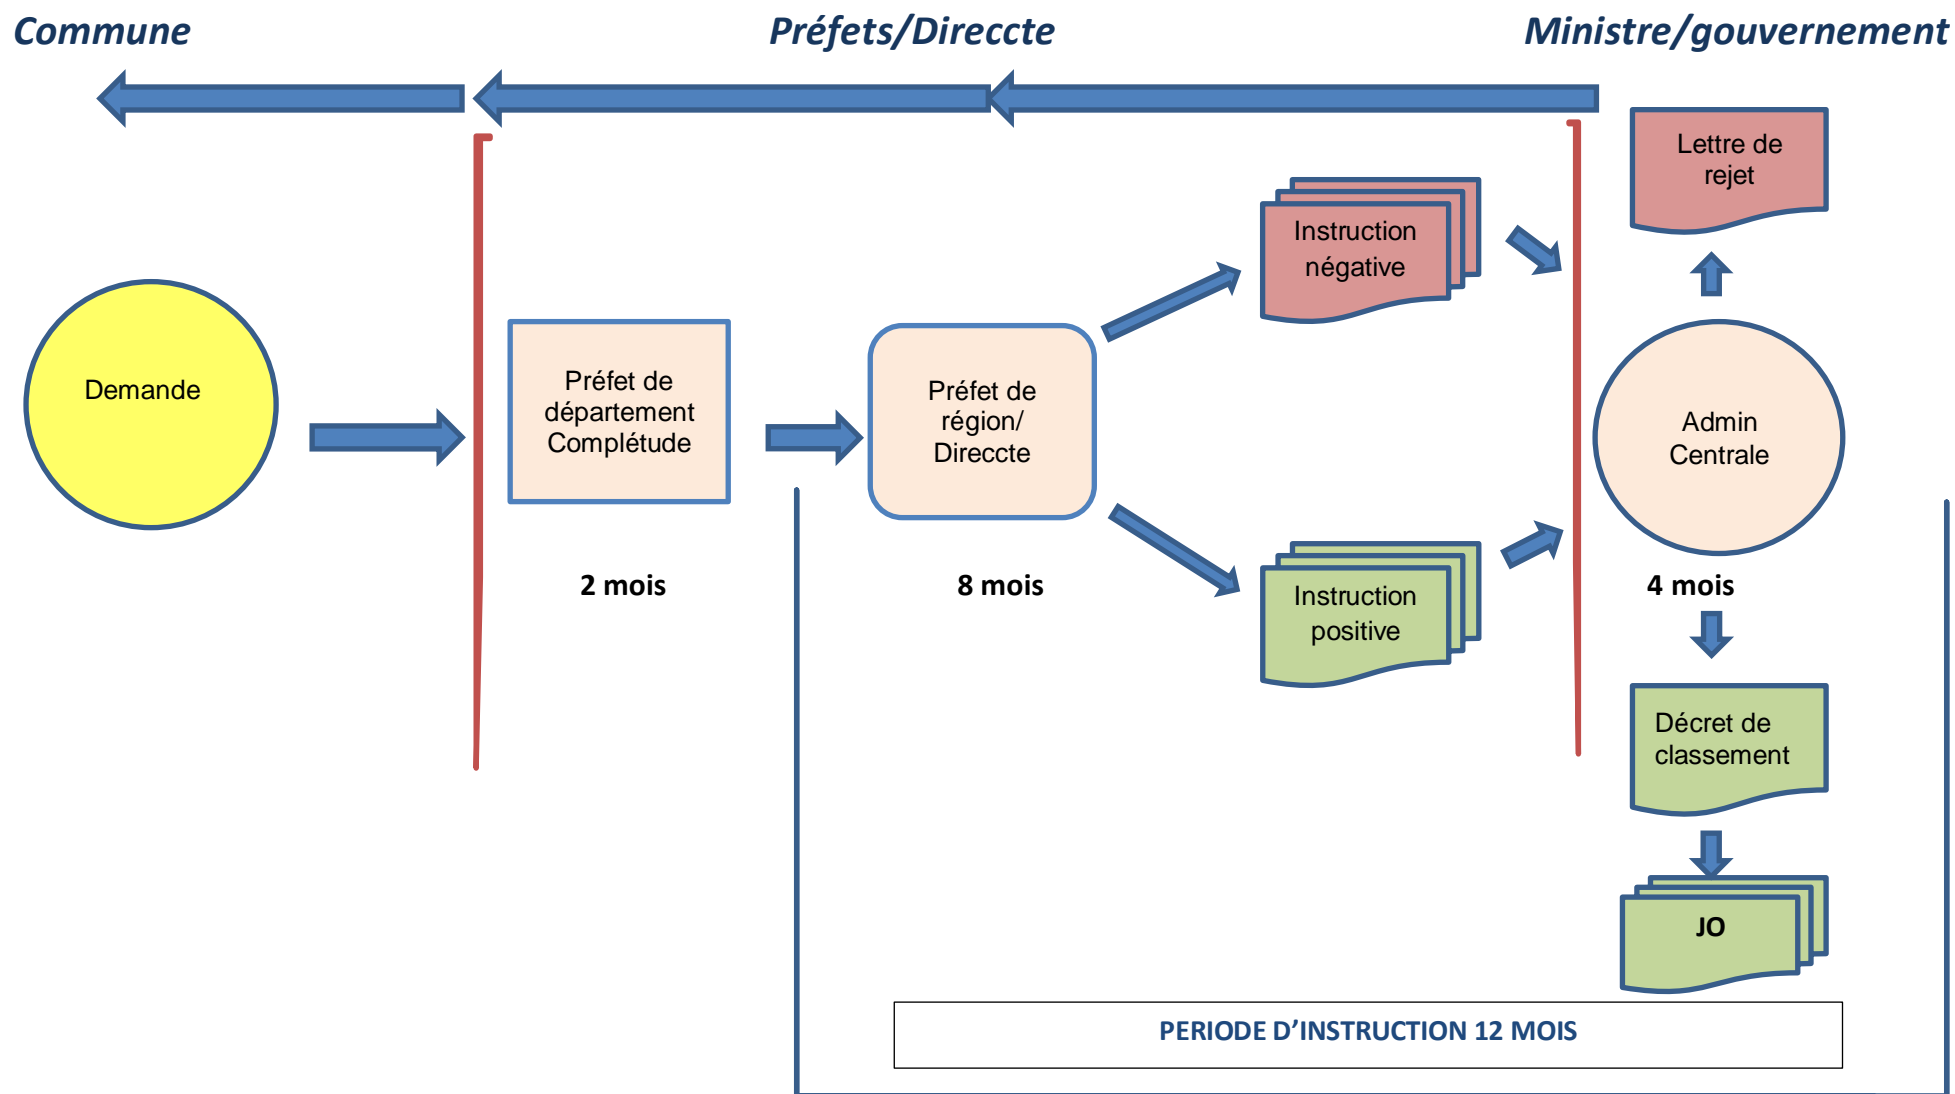 Commune
Préfets/Direccte
Ministre/gouvernement
Lettre de
rejet
Instruction
négative
Demande
Préfet de
département
Complétude
Préfet de
région/
Direccte
Admin
Centrale
2 mois
8 mois
4 mois
Instruction
positive
Décret de
classement
JO
PERIODE D’INSTRUCTION 12 MOIS